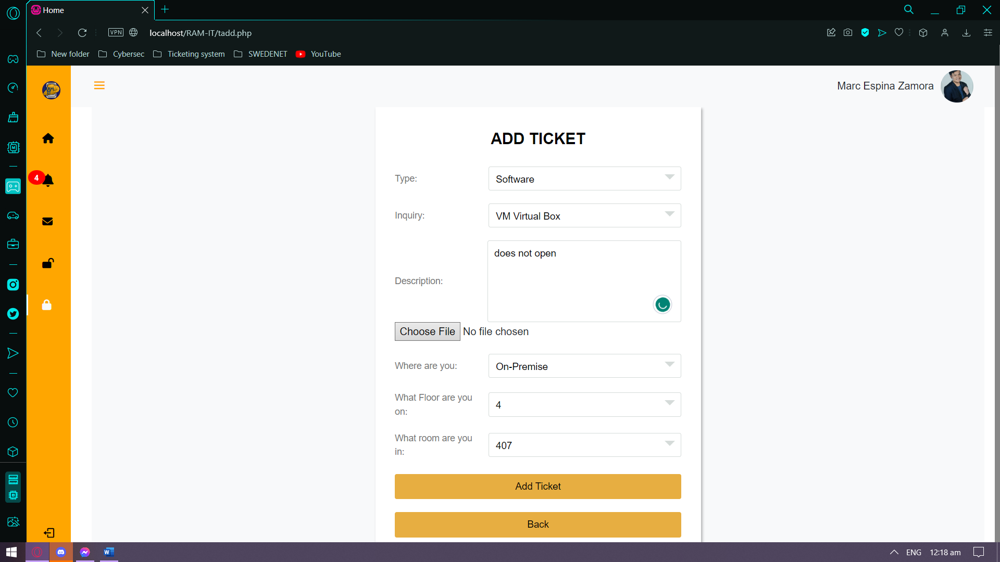 Home
VPN
localhost/RAM-IT/tadd.php
New folder
Cybersec
Ticketing system
SWEDENET
YouTube
Marc Espina Zamora
ADD TICKET
Type:
Software
Inquiry:
VM Virtual Box
Description:
does not open
Choose File No file chosen
Where are you:
On-Premise
What Floor are you
on:
4
What room are you
in:
407
Add Ticket
Back
4
ENG
12:18 am